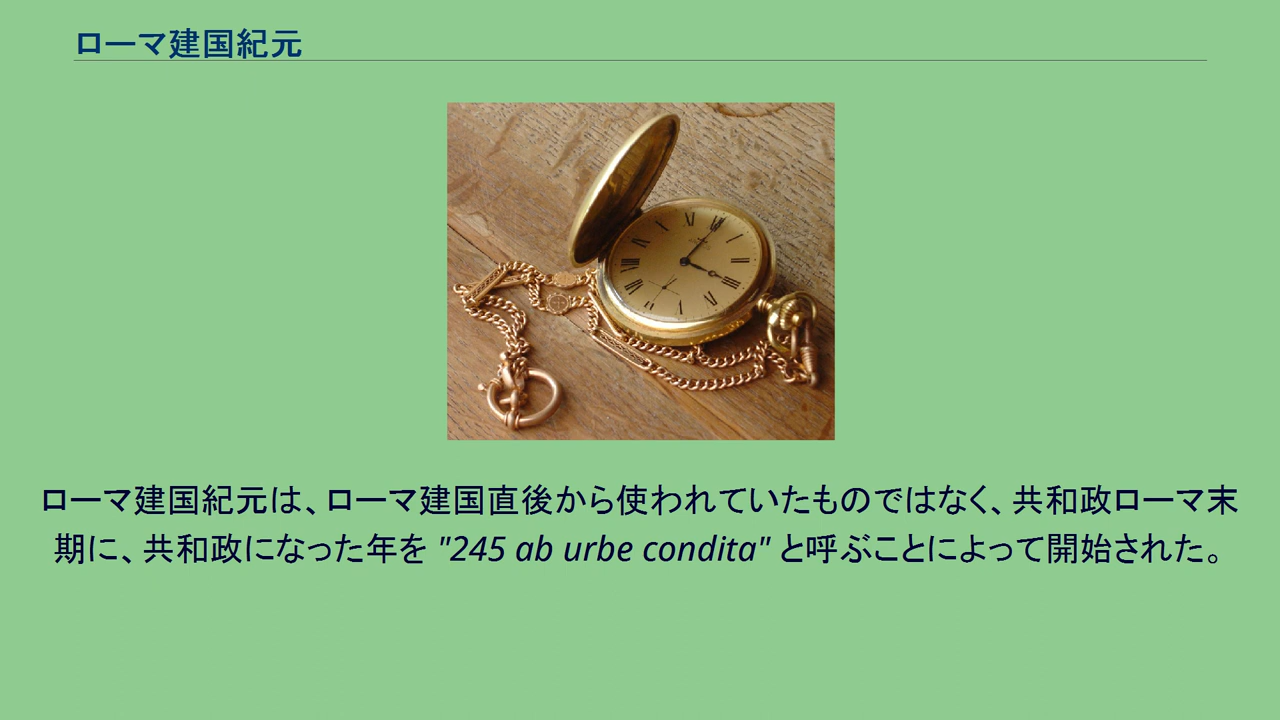 ローマ建国紀元
ローマ建国紀元は、ローマ建国直後から使われていたものではなく、共和政ローマ末
期に、共和政になった年を "245 ab urbe condita" と呼ぶことによって開始された。